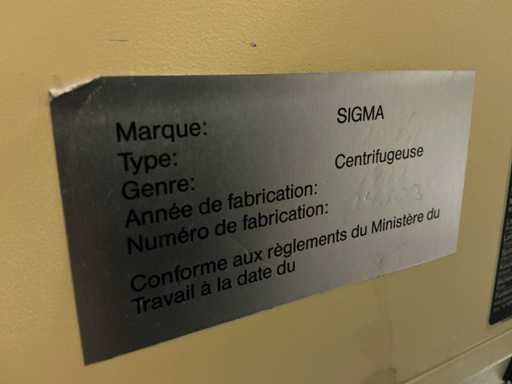 Marque: SIGMA
Type:
Genre: Centrifugeuse
Année de fabrication:
Numéro de fabrication:
Conforme aux règlements du Ministère du
Travail à la date du